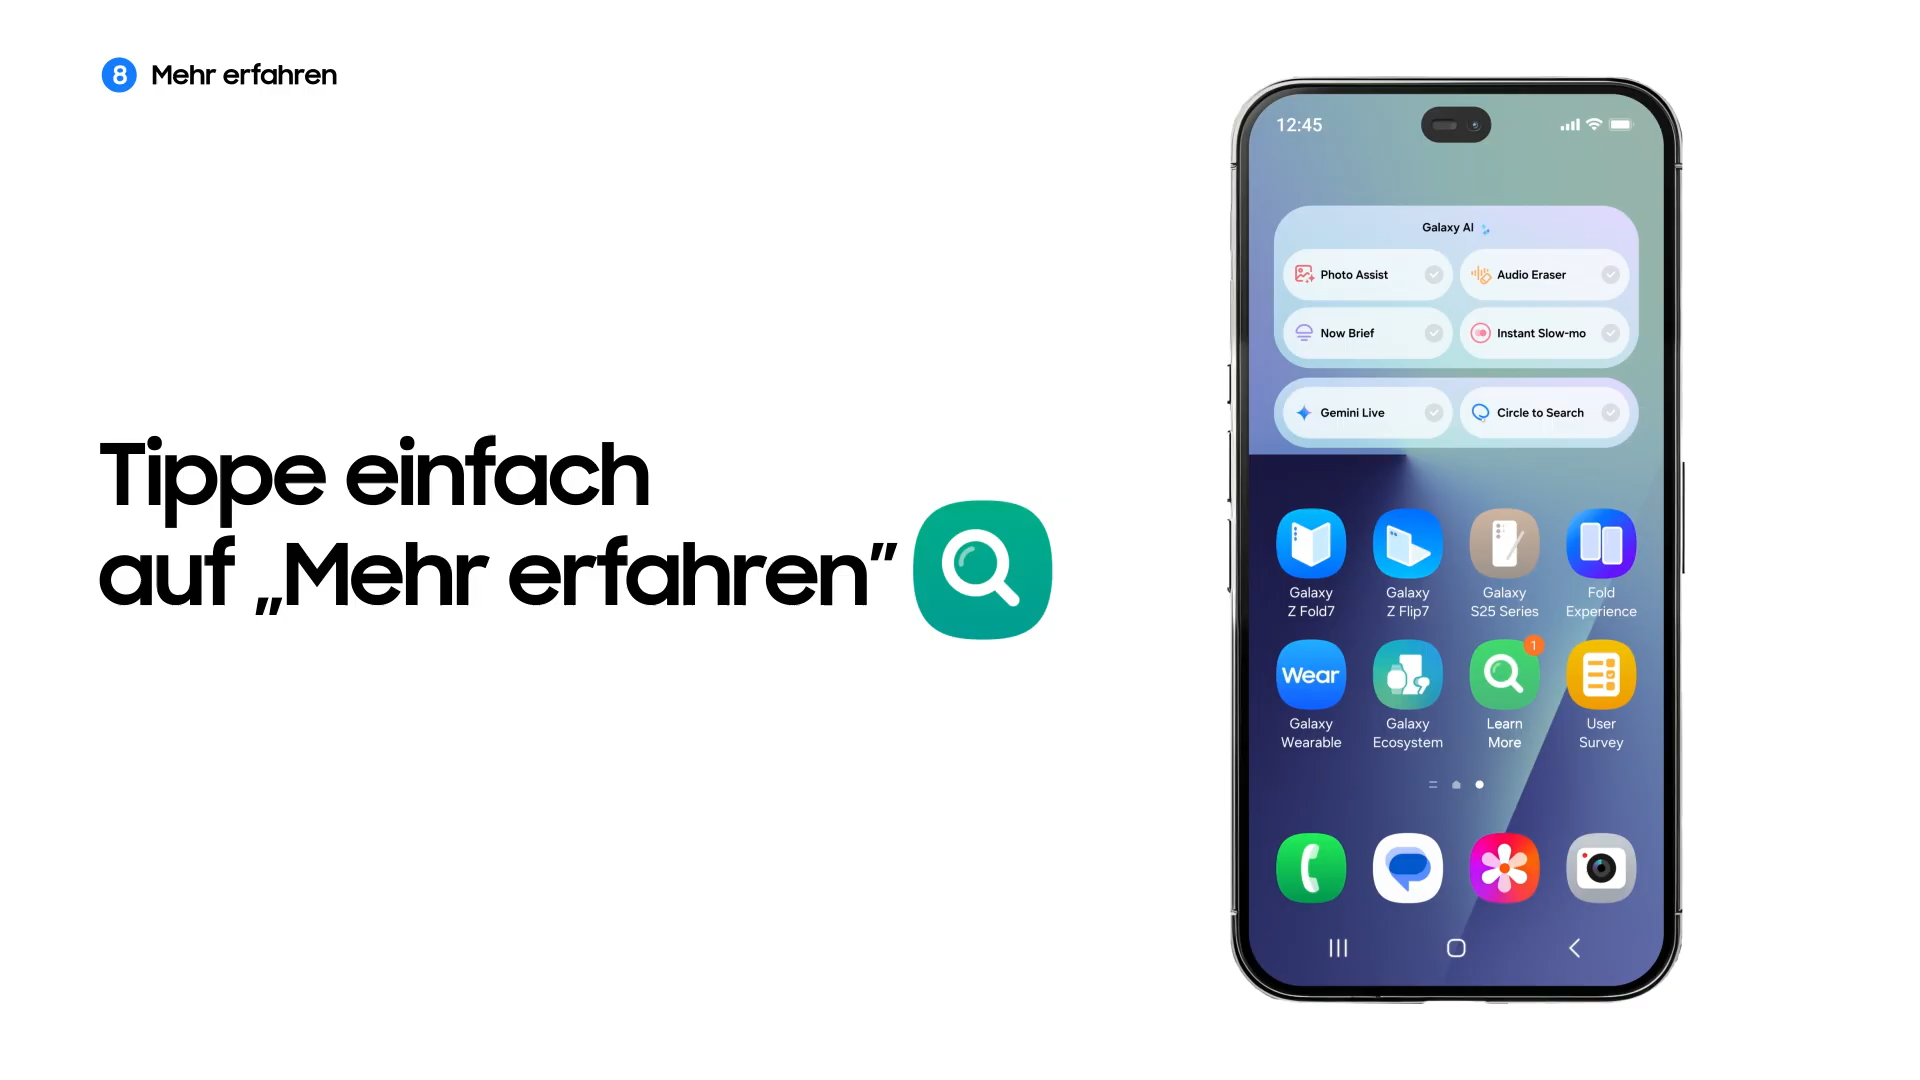 8 Mehr erfahren
Tippe einfach
auf „Mehr erfahren”
12:45
Galaxy AI
Photo Assist
Audio Eraser
Now Brief
Instant Slow-mo
Gemini Live
Circle to Search
Galaxy
Z Fold7
Galaxy
Z Flip7
Galaxy
S25 Series
Fold
Experience
Wear
Galaxy
Wearable
Galaxy
Ecosystem
1
Learn
More
User
Survey